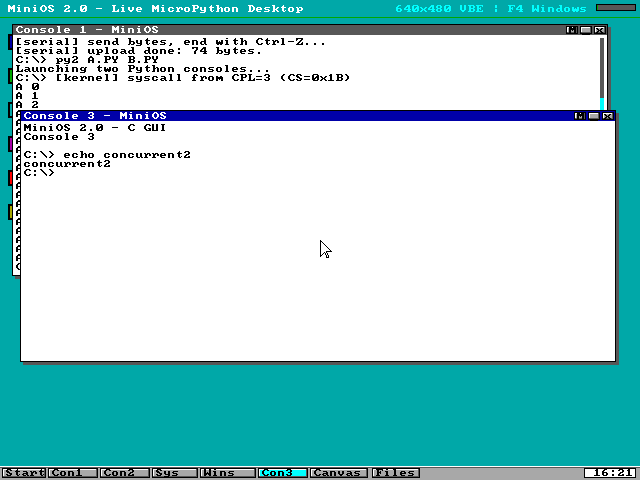 MiniOS 2.0 - Live MicroPython Desktop
640x480 VBE ¦ F4 Windows
Console 1 - MiniOS
[serial] send bytes, end with Ctrl-Z...
[serial] upload done: 74 bytes.
C:\> py2 A.PY B.PY
Launching two Python consoles...
C:\> [kernel] syscall from CPL=3 (CS=0x1B)
A 0
A 1
A 2
Console 3 - MiniOS
MiniOS 2.0 - C GUI
Console 3
C:\> echo concurrent2
concurrent2
C:\>
Start Con1 Con2 Sys Wins Con3 Canvas Files 16:21